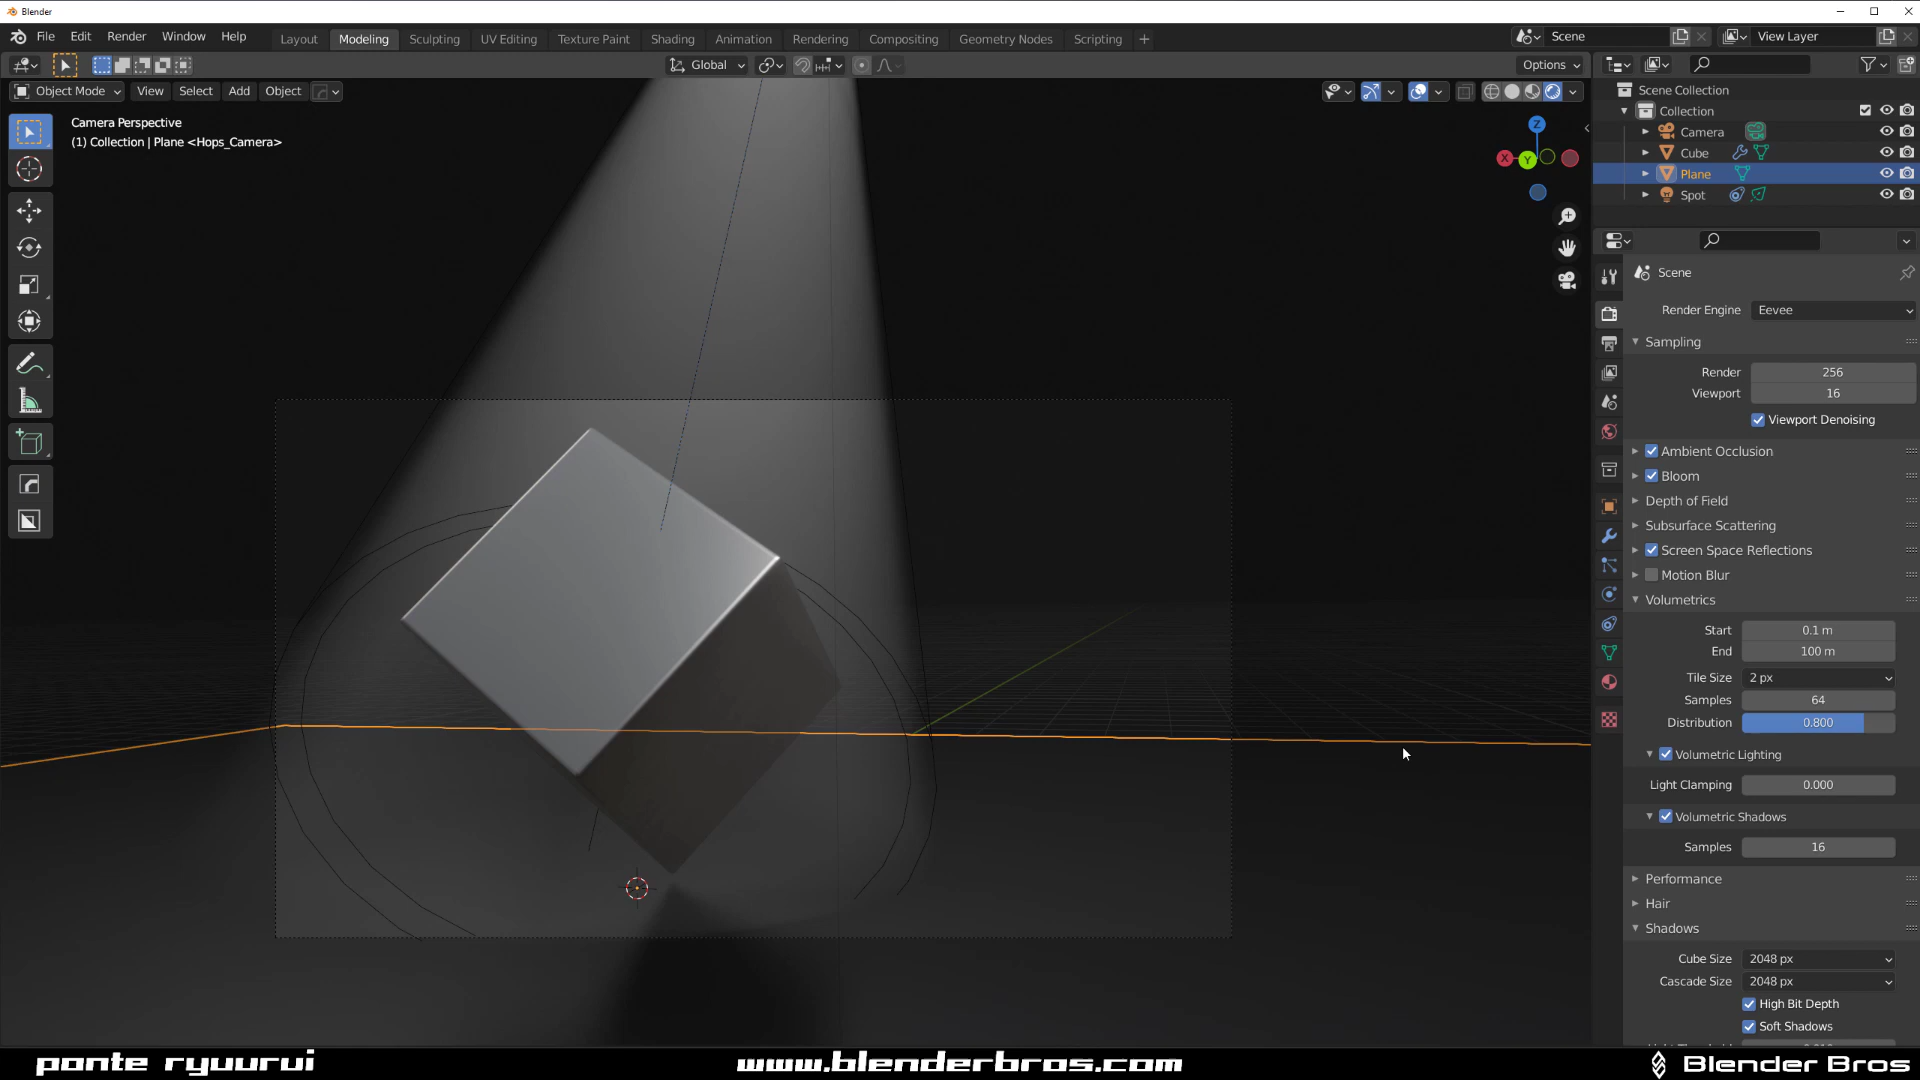 Blender
File Edit Render Window Help Layout Modeling Sculpting UV Editing Texture Paint Shading Animation Rendering Compositing Geometry Nodes Scripting + Scene View Layer
Global Options
Object Mode View Select Add Object
Camera Perspective
(1) Collection | Plane <Hops_Camera>
Z
X
Y
Scene Collection
Collection
Camera
Cube
Plane
Spot
Scene
Render Engine Eevee
Sampling
Render 256
Viewport 16
Viewport Denoising
Ambient Occlusion
Bloom
Depth of Field
Subsurface Scattering
Screen Space Reflections
Motion Blur
Volumetrics
Start 0.1 m
End 100 m
Tile Size 2 px
Samples 64
Distribution 0.800
Volumetric Lighting
Light Clamping 0.000
Volumetric Shadows
Samples 16
Performance
Hair
Shadows
Cube Size 2048 px
Cascade Size 2048 px
High Bit Depth
Soft Shadows
ponte ryuurui www.blenderbros.com Blender Bros